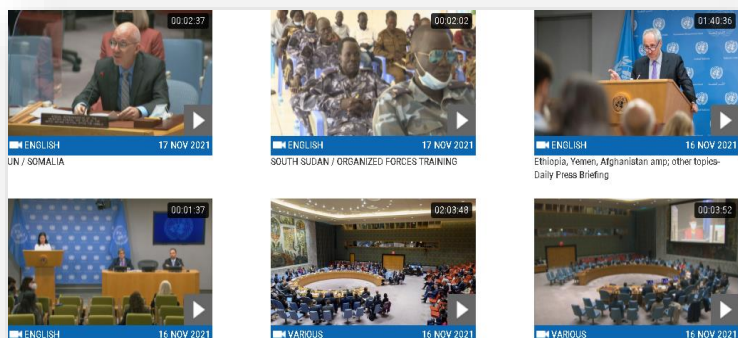 00:02:37
ENGLISH 17 NOV 2021
UN / SOMALIA
00:02:02
ENGLISH 17 NOV 2021
SOUTH SUDAN / ORGANIZED FORCES TRAINING
01:40:36
ENGLISH 16 NOV 2021
Ethiopia, Yemen, Afghanistan amp; other topics-
Daily Press Briefing
00:01:37
ENGLISH 16 NOV 2021
02:03:48
VARIOUS 16 NOV 2021
00:03:52
VARIOUS 16 NOV 2021